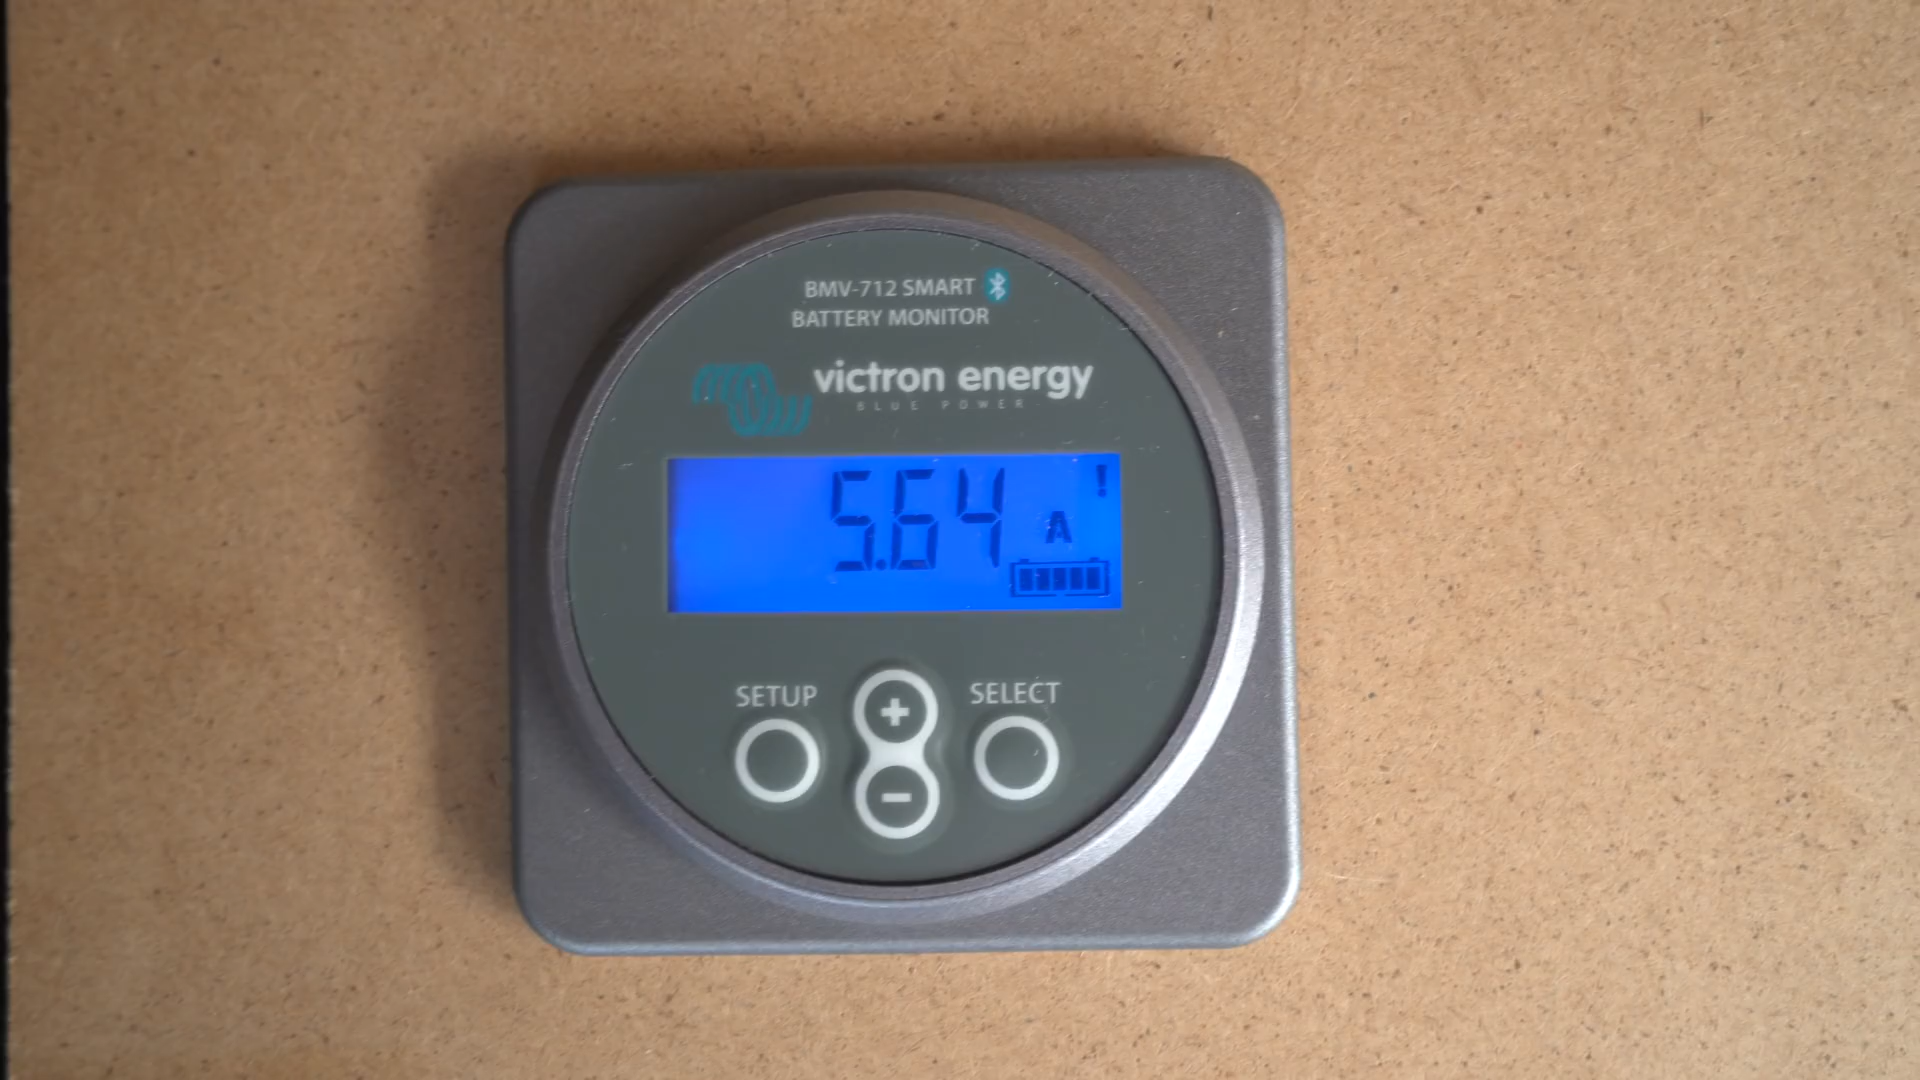 BMV-712 SMART
BATTERY MONITOR
victron energy
BLUE POWER
!
5.64 A
SETUP + SELECT
−